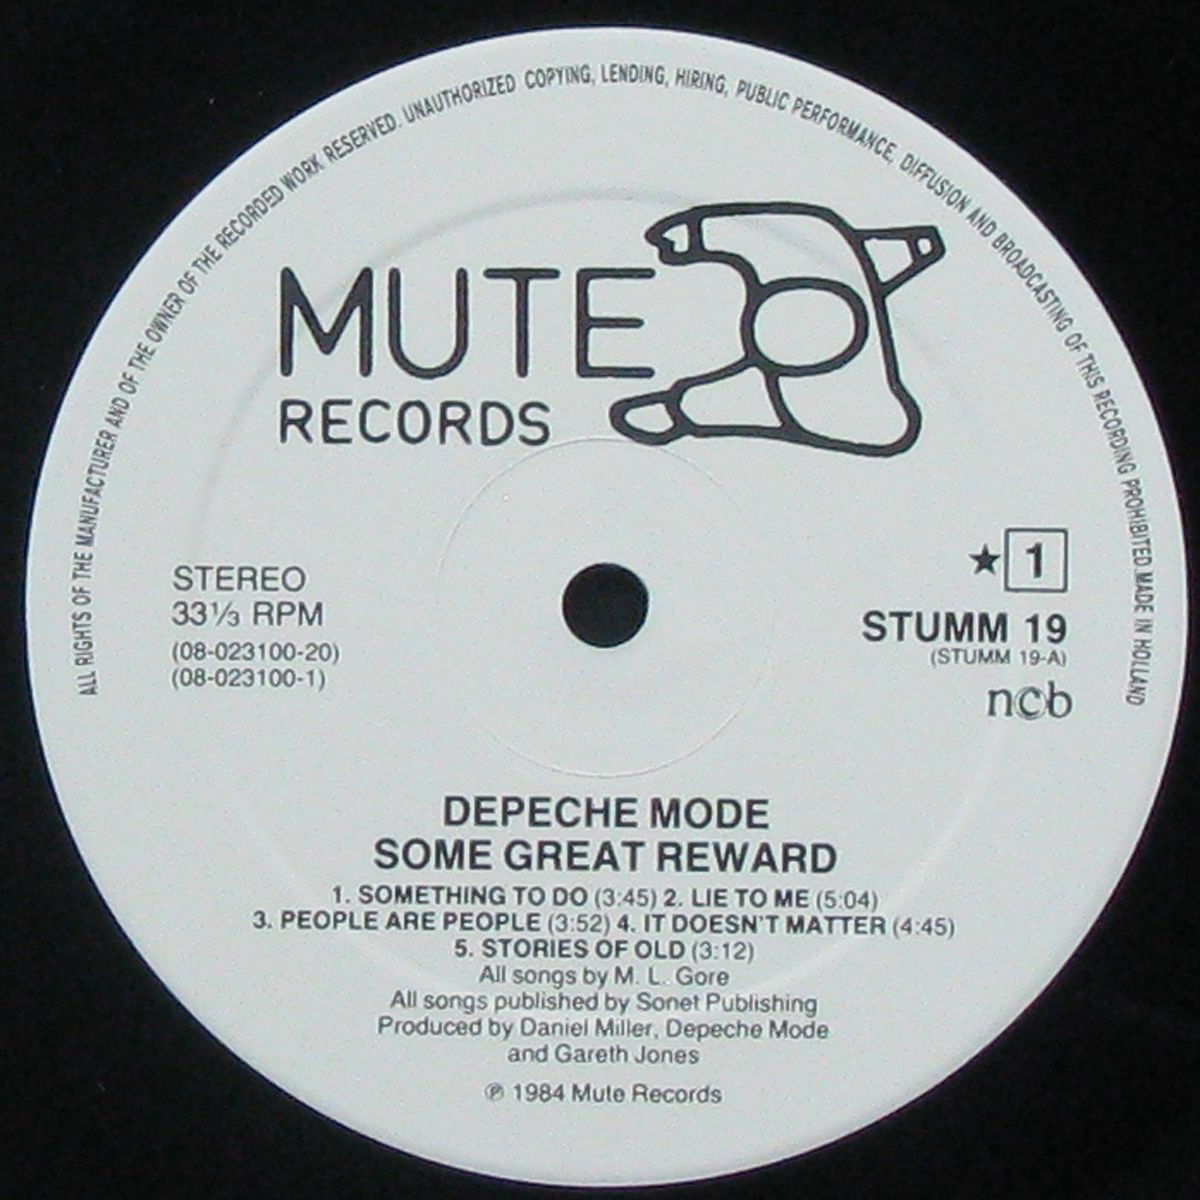 ALL RIGHTS OF THE MANUFACTURER AND OF THE OWNER OF THE RECORDED WORK RESERVED. UNAUTHORIZED COPYING, LENDING, HIRING, PUBLIC PERFORMANCE, DIFFUSION AND BROADCASTING OF THIS RECORDING PROHIBITED. MADE IN HOLLAND
MUTE
RECORDS
STEREO
33⅓ RPM
(08-023100-20)
(08-023100-1)
★ 1
STUMM 19
(STUMM 19-A)
ncb
DEPECHE MODE
SOME GREAT REWARD
1. SOMETHING TO DO (3:45) 2. LIE TO ME (5:04)
3. PEOPLE ARE PEOPLE (3:52) 4. IT DOESN'T MATTER (4:45)
5. STORIES OF OLD (3:12)
All songs by M. L. Gore
All songs published by Sonet Publishing
Produced by Daniel Miller, Depeche Mode
and Gareth Jones
℗ 1984 Mute Records